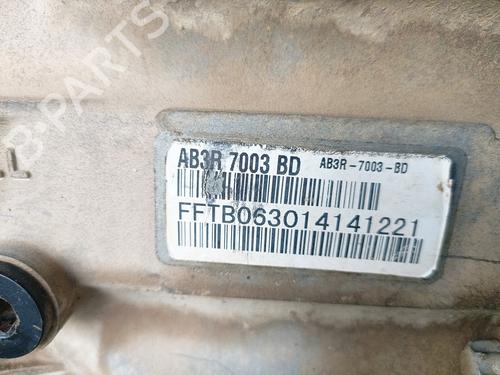 B-PARTS
AB3R 7003 BD AB3R-7003-BD
FFTB063014141221